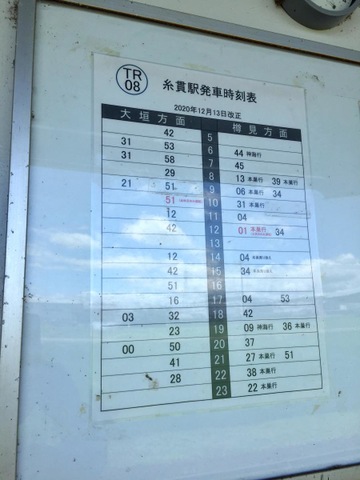 TR
08
糸貫駅発車時刻表
2020年12月13日改正
大垣方面 樽見方面
42 5
31 53 6 44 神海行
31 58 7 45
29 8 13 本巣行 39 本巣行
21 51 9 06 本巣行 34
51 10 31 本巣行
12 11 04
42 12 01 本巣行 34
12 14 04
42 15 34
51 16
16 17 04 53
03 32 18 42
23 19 09 神海行 36 本巣行
00 50 20 37
41 21 27 本巣行 51
28 22 38 本巣行
23 22 本巣行